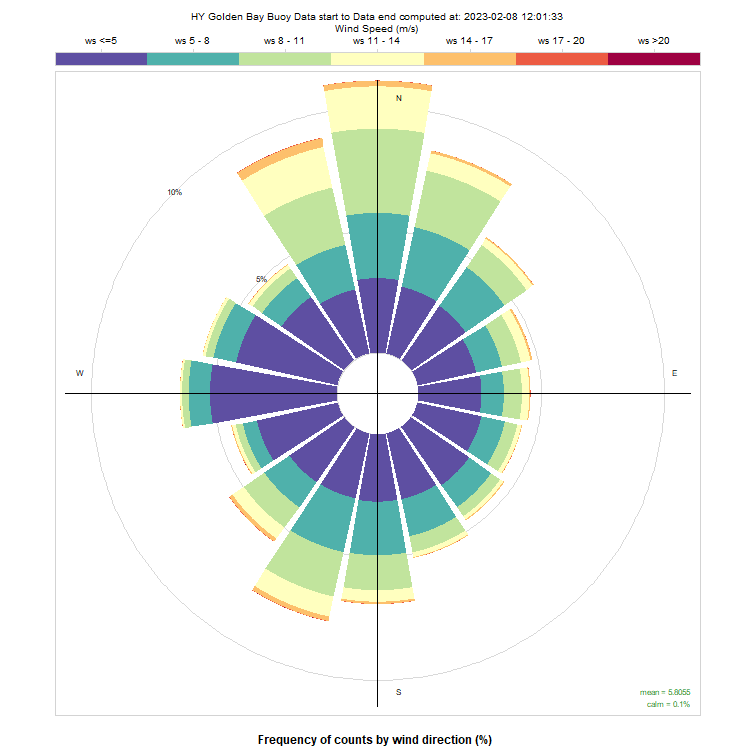 HY Golden Bay Buoy Data start to Data end computed at: 2023-02-08 12:01:33
Wind Speed (m/s)
ws <=5 ws 5 - 8 ws 8 - 11 ws 11 - 14 ws 14 - 17 ws 17 - 20 ws >20
N
10%
5%
W E
S
mean = 5.8055
calm = 0.1%
Frequency of counts by wind direction (%)